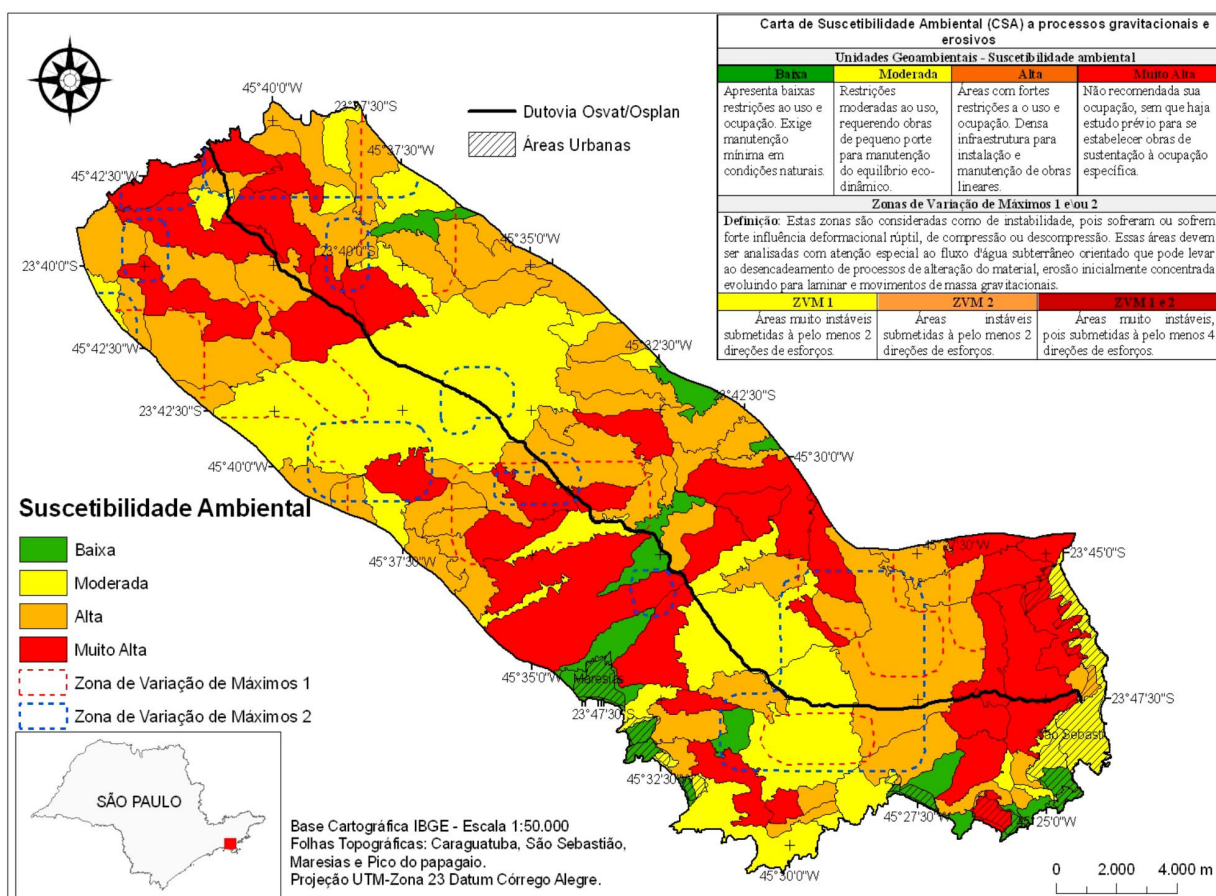 Carta de Suscetibilidade Ambiental (CSA) a processos gravitacionais e
erosivos
Unidades Geoambientais - Suscetibilidade ambiental
Baixa
Moderada
Alta
Muito Alta
Apresenta baixas
restrições ao uso e
ocupação. Exige
manutenção
mínima em
condições naturais.
Restrições
moderadas ao uso,
requerendo obras
de pequeno porte
para manutenção
do equilíbrio eco-
dinâmico.
Áreas com fortes
restrições a o uso e
ocupação. Densa
infraestrutura para
instalação e
manutenção de obras
lineares.
Não recomendada sua
ocupação, sem que haja
estudo prévio para se
estabelecer obras de
sustentação à ocupação
específica.
Zonas de Variação de Máximos 1 e\ou 2
Definição: Estas zonas são consideradas como de instabilidade, pois sofreram ou sofrem
forte influência deformacional rúptil, de compressão ou descompressão. Essas áreas devem
ser analisadas com atenção especial ao fluxo d'água subterrâneo orientado que pode levar
ao desencadeamento de processos de alteração do material, erosão inicialmente concentrada
evoluindo para laminar e movimentos de massa gravitacionais.
ZVM 1
ZVM 2
ZVM 1 e 2
Áreas muito instáveis
submetidas à pelo menos 2
direções de esforços.
Áreas instáveis
submetidas à pelo menos 2
direções de esforços.
Áreas muito instáveis,
pois submetidas à pelo menos 4
direções de esforços.
Dutovia Osvat/Osplan
Áreas Urbanas
45°40'0"W
45°37'30"W
45°42'30"W
45°35'0"W
23°40'0"S
23°40'0"S
45°42'30"W
45°32'30"W
23°42'30"S
23°42'30"S
45°30'0"W
45°40'0"W
45°37'30"W
23°45'0"S
45°35'0"W
Maresias
23°47'30"S
23°47'30"S
45°32'30"W
45°27'30"W
45°25'0"W
45°30'0"W
Suscetibilidade Ambiental
Baixa
Moderada
Alta
Muito Alta
Zona de Variação de Máximos 1
Zona de Variação de Máximos 2
SÃO PAULO
Base Cartográfica IBGE - Escala 1:50.000
Folhas Topográficas: Caraguatuba, São Sebastião,
Maresias e Pico do papagaio.
Projeção UTM-Zona 23 Datum Córrego Alegre.
0 2.000 4.000 m